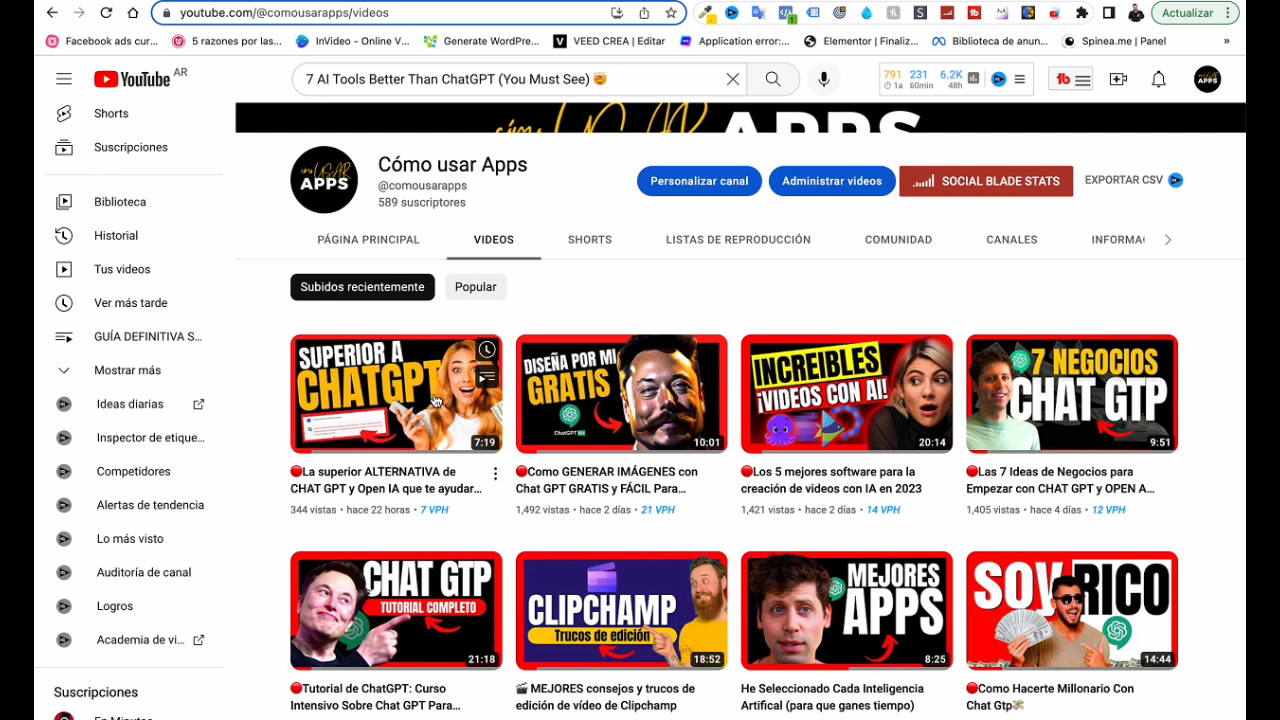 youtube.com/@comousarapps/videos
Actualizar
Facebook ads cur...
5 razones por las...
InVideo - Online V...
Generate WordPre...
VEED CREA | Editar
Application error:...
Elementor | Finaliz...
Biblioteca de anun...
Spinea.me | Panel
»
YouTube AR
7 AI Tools Better Than ChatGPT (You Must See) 🤯
791 231 6.2K
1a 60min 48h
Shorts
Suscripciones
Biblioteca
Historial
Tus videos
Ver más tarde
GUÍA DEFINITIVA S...
Mostrar más
Ideas diarias
Inspector de etique...
Competidores
Alertas de tendencia
Lo más visto
Auditoría de canal
Logros
Academia de vi...
Suscripciones
En Minutos
cómo USAR APPS
cómo USAR
APPS
Cómo usar Apps
@comousarapps
589 suscriptores
Personalizar canal
Administrar videos
SOCIAL BLADE STATS
EXPORTAR CSV
PÁGINA PRINCIPAL
VIDEOS
SHORTS
LISTAS DE REPRODUCCIÓN
COMUNIDAD
CANALES
INFORMA
Subidos recientemente
Popular
SUPERIOR A
CHATGPT
7:19
🔴La superior ALTERNATIVA de
CHAT GPT y Open IA que te ayudar...
344 vistas • hace 22 horas • 7 VPH
DISEÑA POR MI
GRATIS
ChatGPT
10:01
🔴Como GENERAR IMÁGENES con
Chat GPT GRATIS y FÁCIL Para...
1,492 vistas • hace 2 días • 21 VPH
INCREIBLES
¡VIDEOS CON AI!
20:14
🔴Los 5 mejores software para la
creación de videos con IA en 2023
1,421 vistas • hace 2 días • 14 VPH
7 NEGOCIOS
CHAT GTP
9:51
🔴Las 7 Ideas de Negocios para
Empezar con CHAT GPT y OPEN A...
1,405 vistas • hace 4 días • 12 VPH
CHAT GTP
TUTORIAL COMPLETO
21:18
🔴Tutorial de ChatGPT: Curso
Intensivo Sobre Chat GPT Para...
CLIPCHAMP
Trucos de edición
18:52
🎬 MEJORES consejos y trucos de
edición de vídeo de Clipchamp
MEJORES
APPS
8:25
He Seleccionado Cada Inteligencia
Artifical (para que ganes tiempo)
SOY RICO
14:44
🔴Como Hacerte Millonario Con
Chat Gtp💸